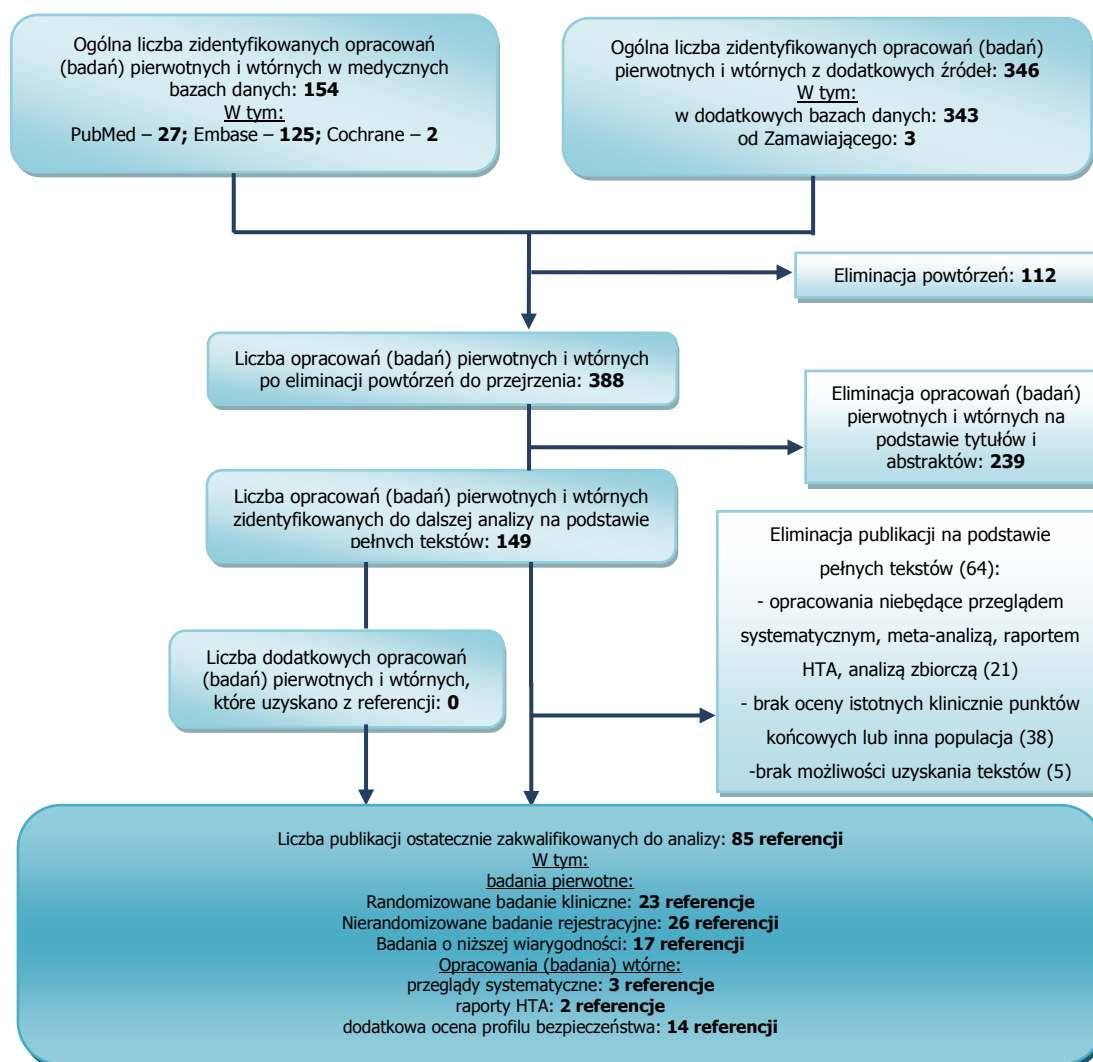 Ogólna liczba zidentyfikowanych opracowań
(badań) pierwotnych i wtórnych w medycznych
bazach danych: 154
W tym:
PubMed – 27; Embase – 125; Cochrane – 2
Ogólna liczba zidentyfikowanych opracowań (badań)
pierwotnych i wtórnych z dodatkowych źródeł: 346
W tym:
w dodatkowych bazach danych: 343
od Zamawiającego: 3
Eliminacja powtórzeń: 112
Liczba opracowań (badań) pierwotnych i wtórnych
po eliminacji powtórzeń do przejrzenia: 388
Eliminacja opracowań (badań)
pierwotnych i wtórnych na
podstawie tytułów i
abstraktów: 239
Liczba opracowań (badań) pierwotnych i wtórnych
zidentyfikowanych do dalszej analizy na podstawie
pełnych tekstów: 149
Eliminacja publikacji na podstawie
pełnych tekstów (64):
- opracowania niebędące przeglądem
systematycznym, meta-analizą, raportem
HTA, analizą zbiorczą (21)
- brak oceny istotnych klinicznie punktów
końcowych lub inna populacja (38)
-brak możliwości uzyskania tekstów (5)
Liczba dodatkowych opracowań
(badań) pierwotnych i wtórnych,
które uzyskano z referencji: 0
Liczba publikacji ostatecznie zakwalifikowanych do analizy: 85 referencji
W tym:
badania pierwotne:
Randomizowane badanie kliniczne: 23 referencje
Nierandomizowane badanie rejestracyjne: 26 referencji
Badania o niższej wiarygodności: 17 referencji
Opracowania (badania) wtórne:
przeglądy systematyczne: 3 referencje
raporty HTA: 2 referencje
dodatkowa ocena profilu bezpieczeństwa: 14 referencji